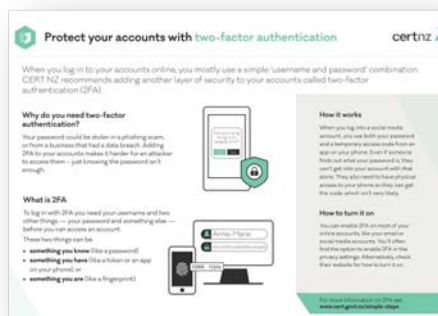 Protect your accounts with two-factor authentication
certnz
When you log in to your accounts online, you mostly use a simple 'username and password' combination.
CERT NZ recommends adding another layer of security to your accounts called two-factor
authentication (2FA).
Why do you need two-factor
authentication?
Your password could be stolen in a phishing scam,
or from a business that had a data breach. Adding
2FA to your accounts makes it harder for an attacker
to access them – just knowing the password isn't
enough.
What is 2FA
To log in with 2FA you need your username and two
other things — your password and something else —
before you can access an account.
These two things can be:
• something you know (like a password)
• something you have (like a token or an app
on your phone), or
• something you are (like a fingerprint).
Anna-Marie
How it works
When you log into a social media
account, you use both your password
and a temporary access code from an
app on your phone. Even if someone
finds out what your password is, they
can't get into your account with that
alone. They also need to have physical
access to your phone so they can get
the code, which isn't very likely.
How to turn it on
You can enable 2FA on most of your
online accounts, like your email or
social media accounts. You'll often
find the option to enable 2FA in the
privacy settings. Alternatively, check
their website for how to turn it on.
For more information on 2FA see
www.cert.govt.nz/simple-steps